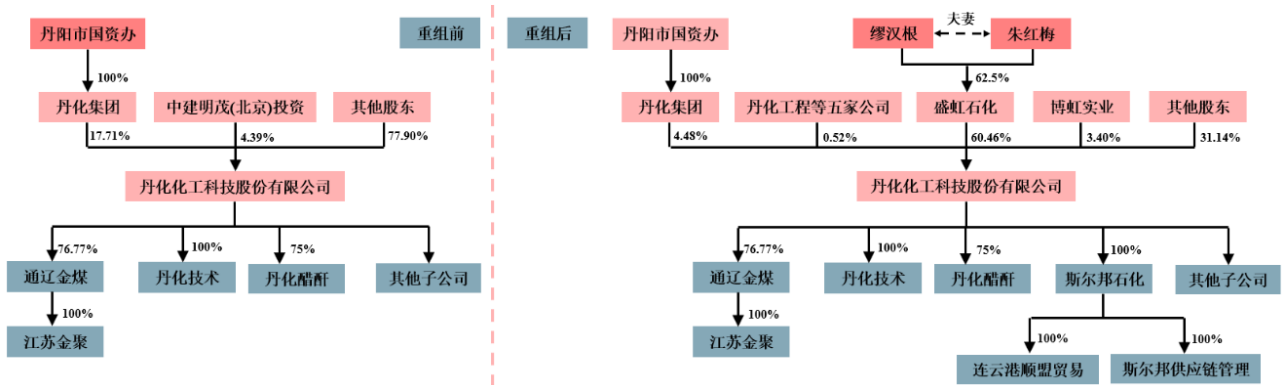 丹阳市国资办
重组前
100%
丹化集团
中建明茂(北京)投资
其他股东
17.71%
4.39%
77.90%
丹化化工科技股份有限公司
76.77%
100%
75%
通辽金煤
丹化技术
丹化醋酐
其他子公司
100%
江苏金聚
重组后
丹阳市国资办
缪汉根
夫妻
朱红梅
100%
62.5%
丹化集团
丹化工程等五家公司
盛虹石化
博虹实业
其他股东
4.48%
0.52%
60.46%
3.40%
31.14%
丹化化工科技股份有限公司
76.77%
100%
75%
100%
通辽金煤
丹化技术
丹化醋酐
斯尔邦石化
其他子公司
100%
江苏金聚
100%
100%
连云港顺盟贸易
斯尔邦供应链管理